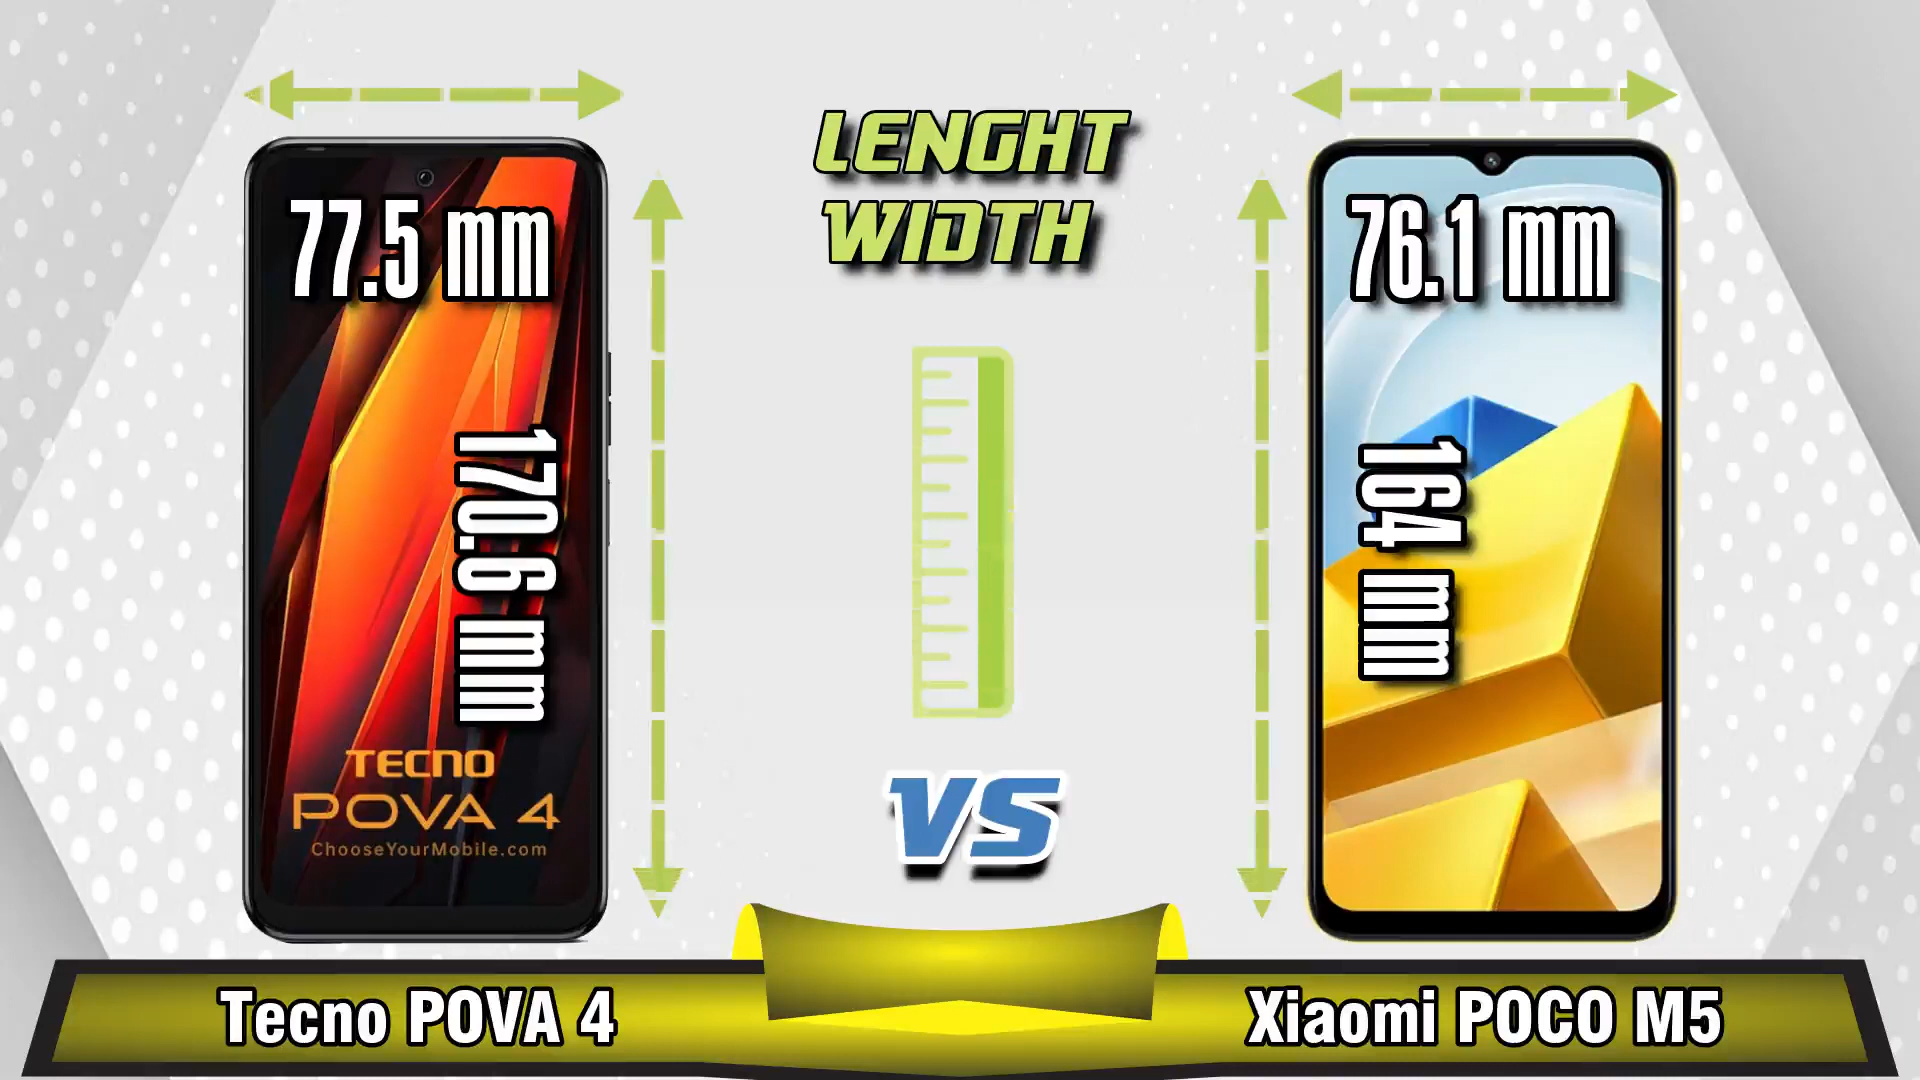 LENGHT
WIDTH
77.5 mm
170.6 mm
TECNO
POVA 4
ChooseYourMobile.com
76.1 mm
164 mm
VS
Tecno POVA 4
Xiaomi POCO M5